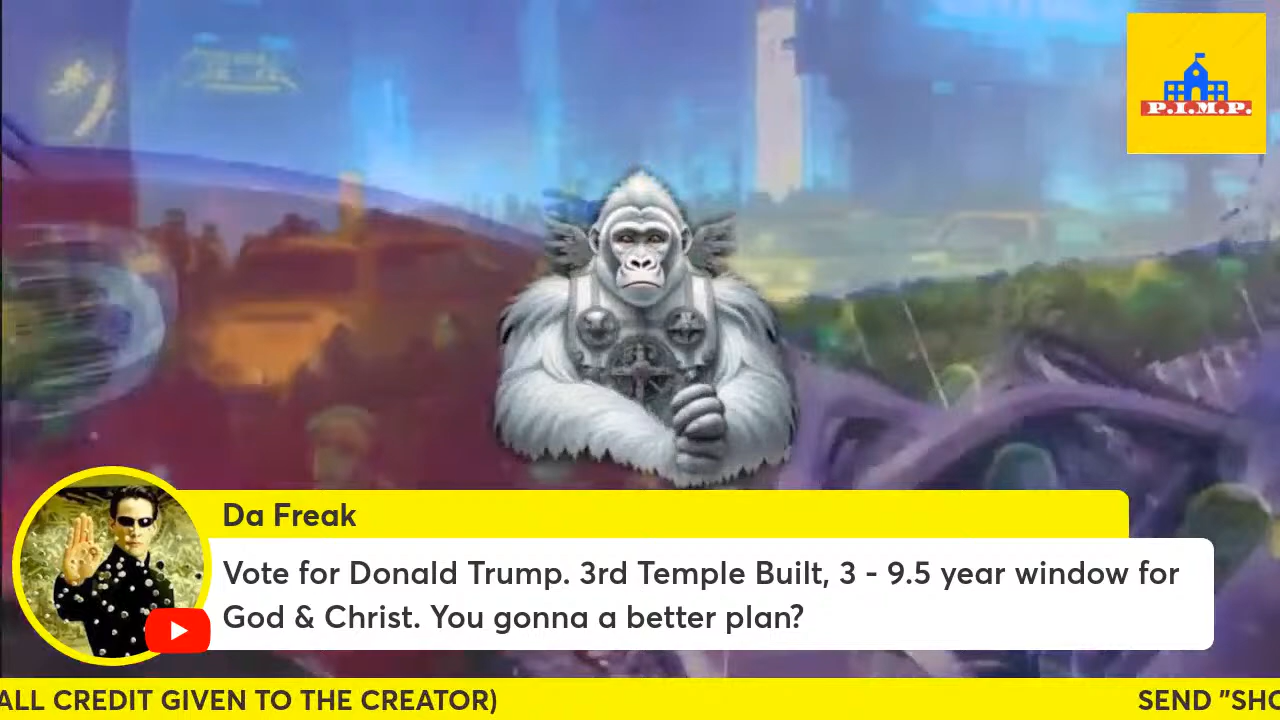 P.I.M.P.
Da Freak
Vote for Donald Trump. 3rd Temple Built, 3 - 9.5 year window for
God & Christ. You gonna a better plan?
ALL CREDIT GIVEN TO THE CREATOR) SEND "SHO